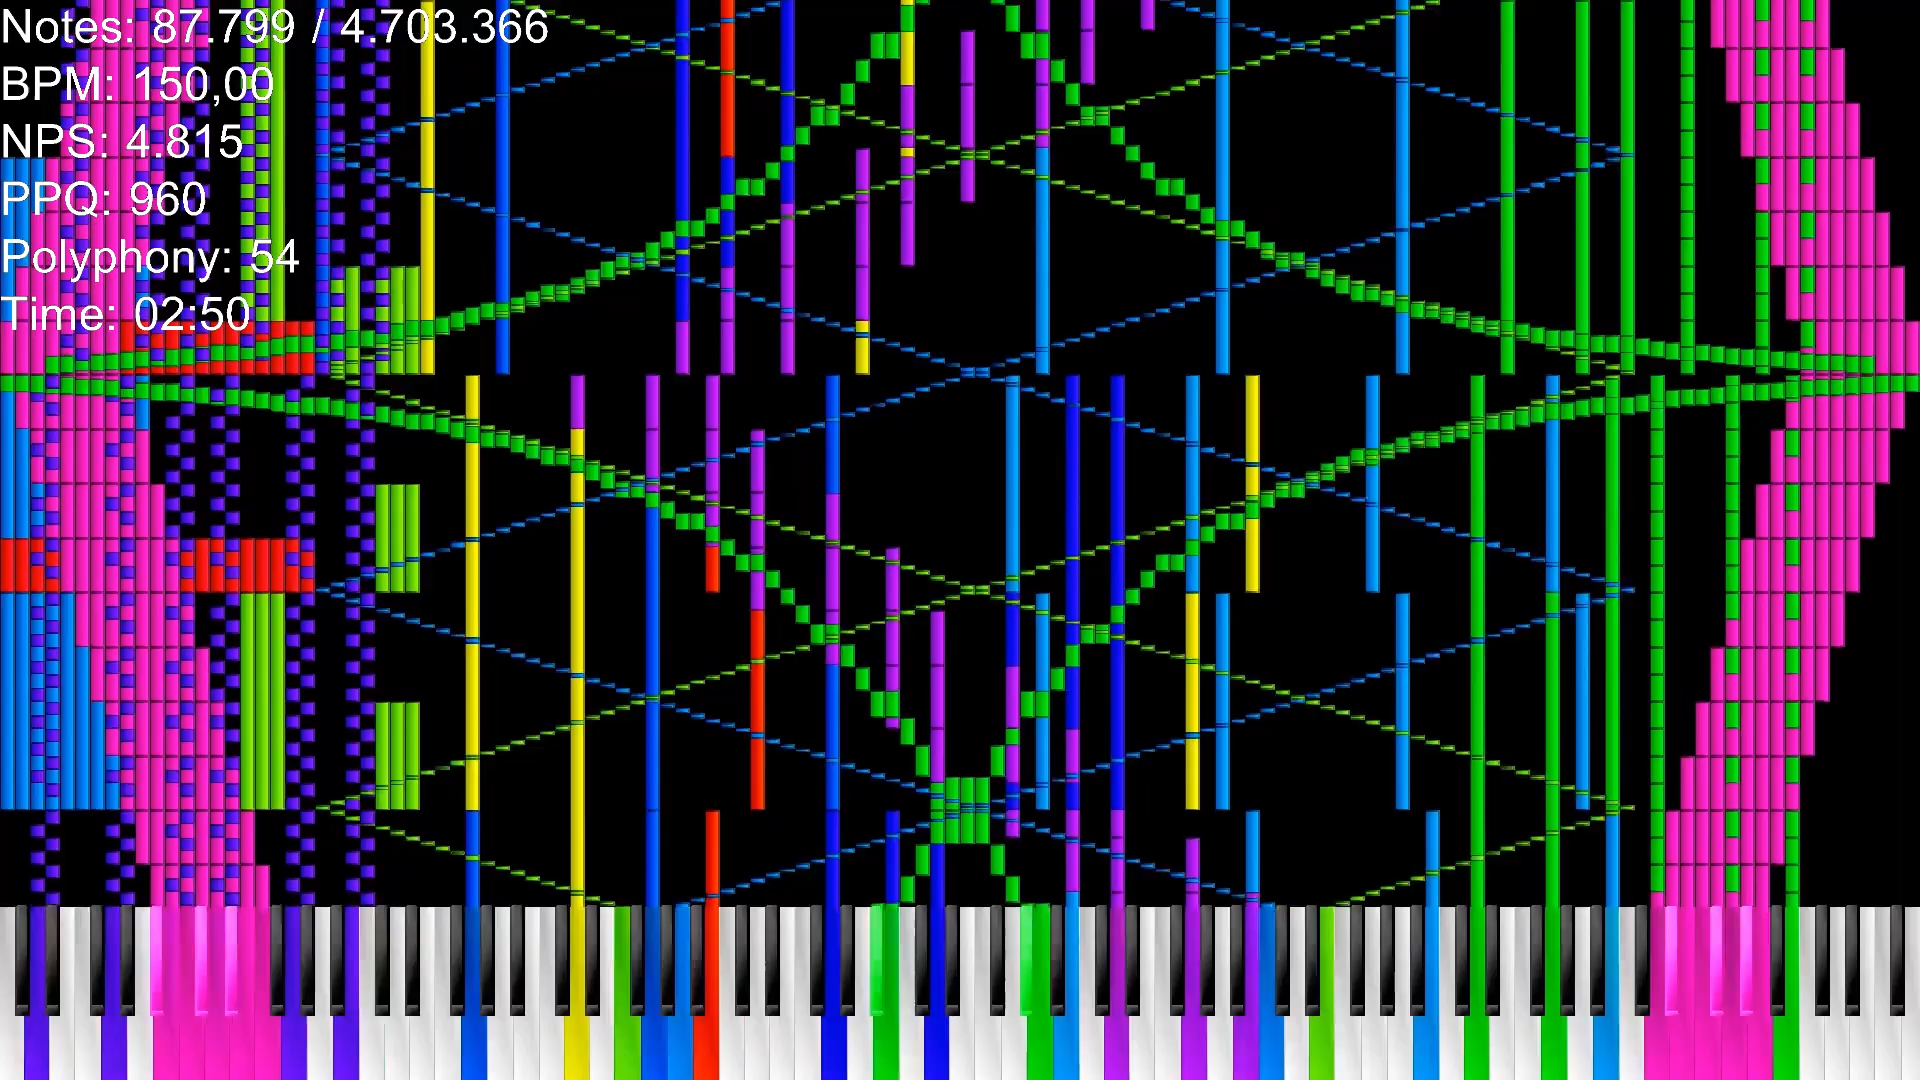 Notes: 87.799 / 4.703.366
BPM: 150,00
NPS: 4.815
PPQ: 960
Polyphony: 54
Time: 02:50